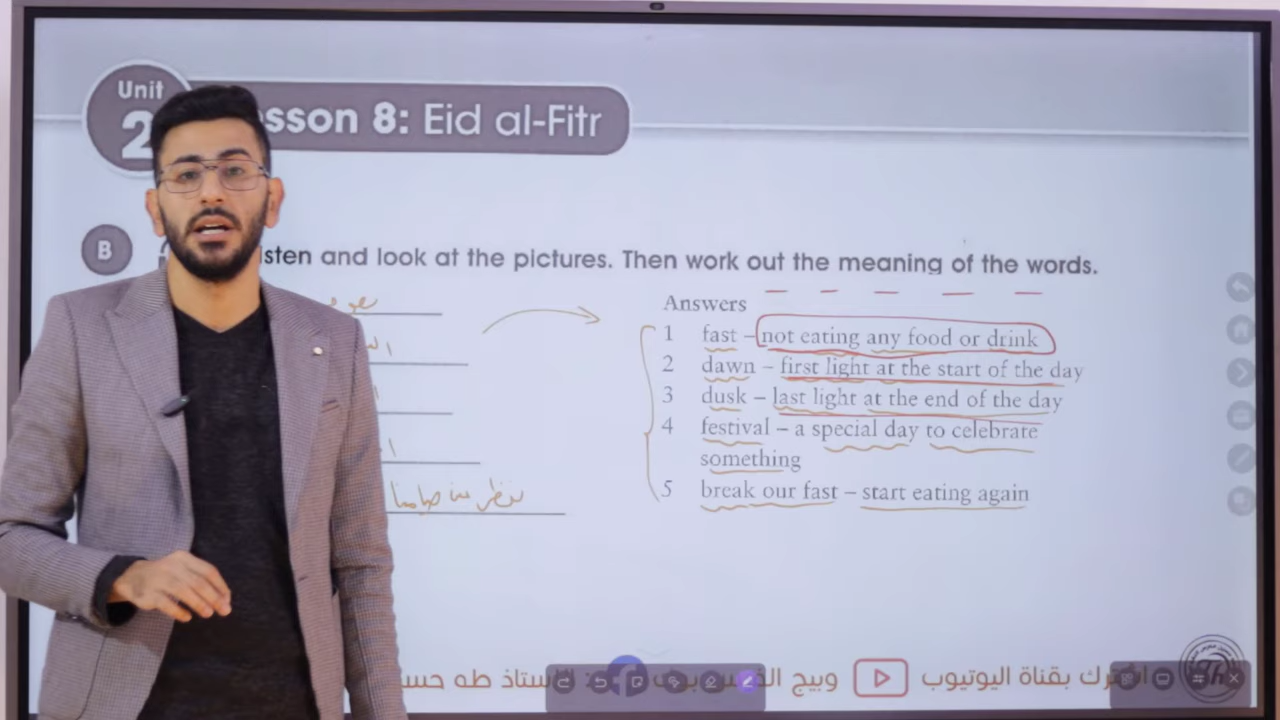 Unit
2 sson 8: Eid al-Fitr
B isten and look at the pictures. Then work out the meaning of the words.
Answers
1 fast – not eating any food or drink
2 dawn – first light at the start of the day
3 dusk – last light at the end of the day
4 festival – a special day to celebrate
something
5 break our fast – start eating again
بقناة اليوتيوب وبيج ستاذ طه حس
Th